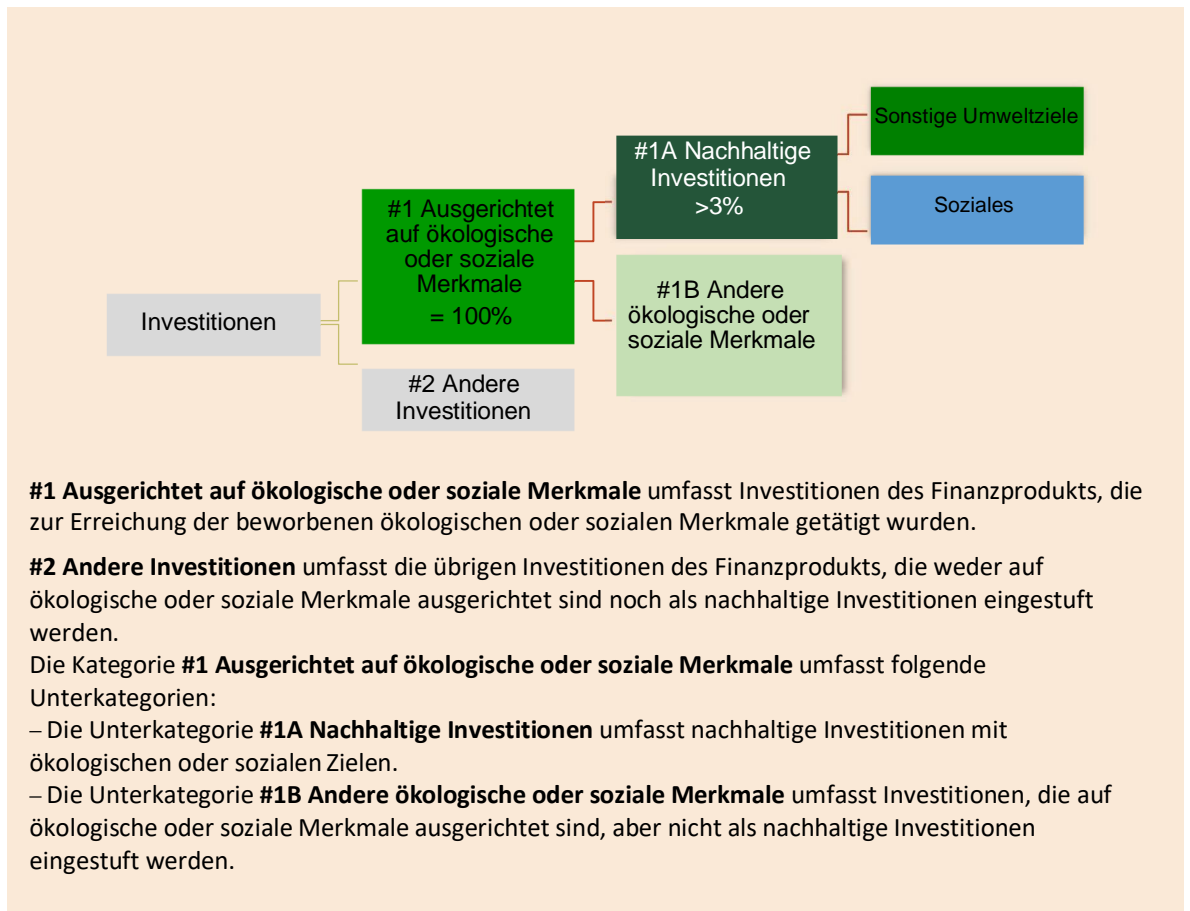 Sonstige Umweltziele
#1A Nachhaltige
Investitionen
>3%
Soziales
#1 Ausgerichtet
auf ökologische
oder soziale
Merkmale
= 100%
#1B Andere
ökologische oder
soziale Merkmale
Investitionen
#2 Andere
Investitionen
#1 Ausgerichtet auf ökologische oder soziale Merkmale umfasst Investitionen des Finanzprodukts, die
zur Erreichung der beworbenen ökologischen oder sozialen Merkmale getätigt wurden.
#2 Andere Investitionen umfasst die übrigen Investitionen des Finanzprodukts, die weder auf
ökologische oder soziale Merkmale ausgerichtet sind noch als nachhaltige Investitionen eingestuft
werden.
Die Kategorie #1 Ausgerichtet auf ökologische oder soziale Merkmale umfasst folgende
Unterkategorien:
– Die Unterkategorie #1A Nachhaltige Investitionen umfasst nachhaltige Investitionen mit
ökologischen oder sozialen Zielen.
– Die Unterkategorie #1B Andere ökologische oder soziale Merkmale umfasst Investitionen, die auf
ökologische oder soziale Merkmale ausgerichtet sind, aber nicht als nachhaltige Investitionen
eingestuft werden.